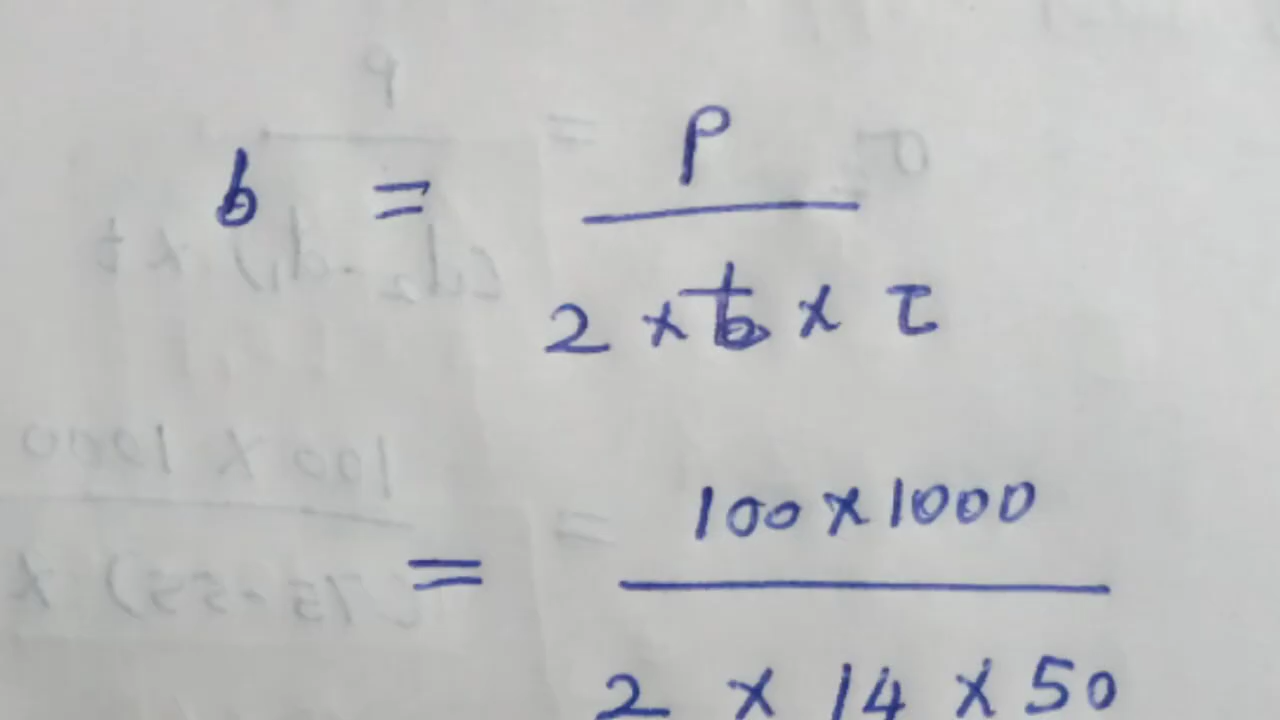 b = P
2 × t × τ
= 100 × 1000
2 × 14 × 50